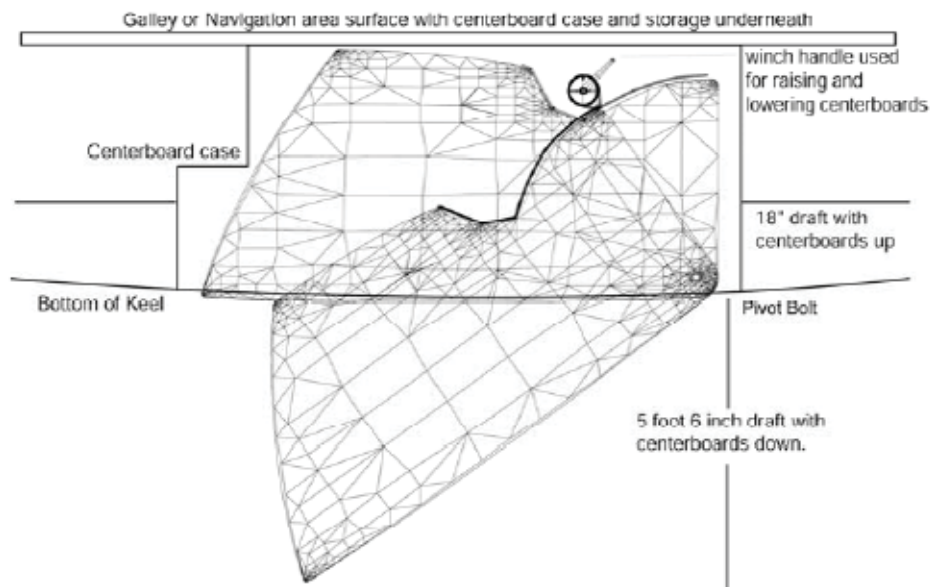 Galley or Navigation area surface with centerboard case and storage underneath
winch handle used
for raising and
lowering centerboards
Centerboard case
18" draft with
centerboards up
Bottom of Keel
Pivot Bolt
5 foot 6 inch draft with
centerboards down.